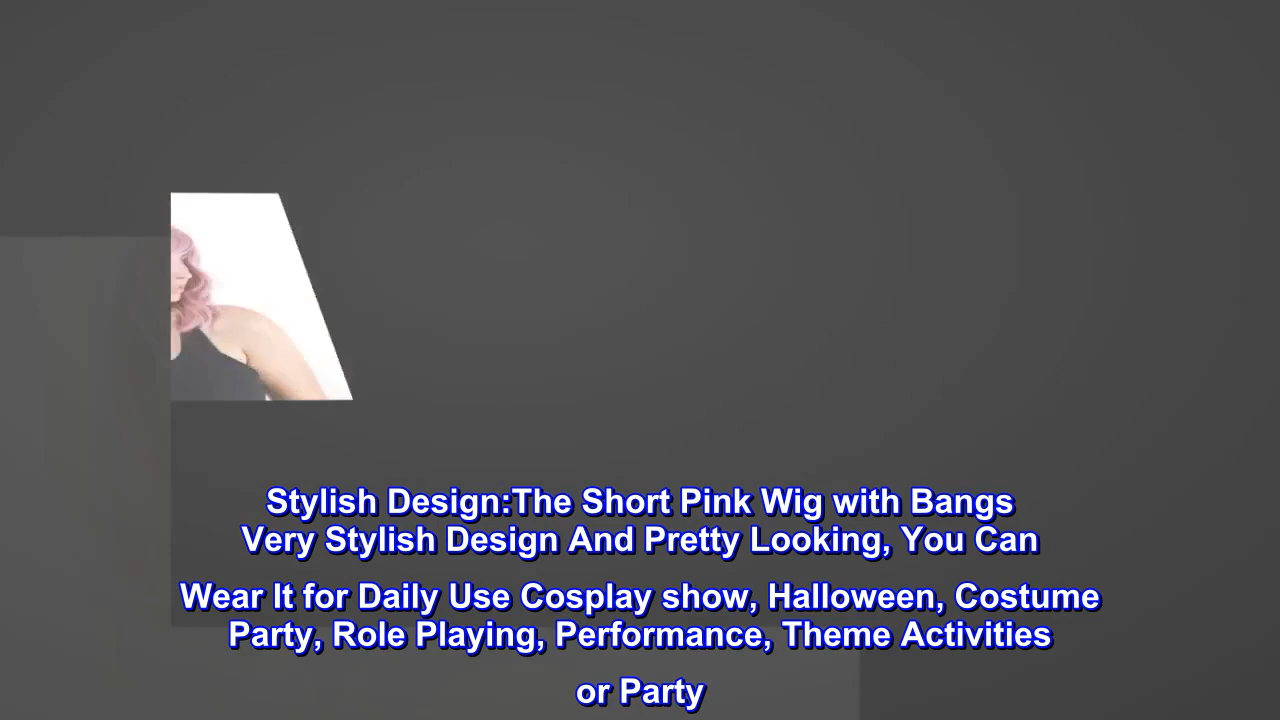 Stylish Design:The Short Pink Wig with Bangs
Very Stylish Design And Pretty Looking, You Can
Wear It for Daily Use Cosplay show, Halloween, Costume
Party, Role Playing, Performance, Theme Activities
or Party